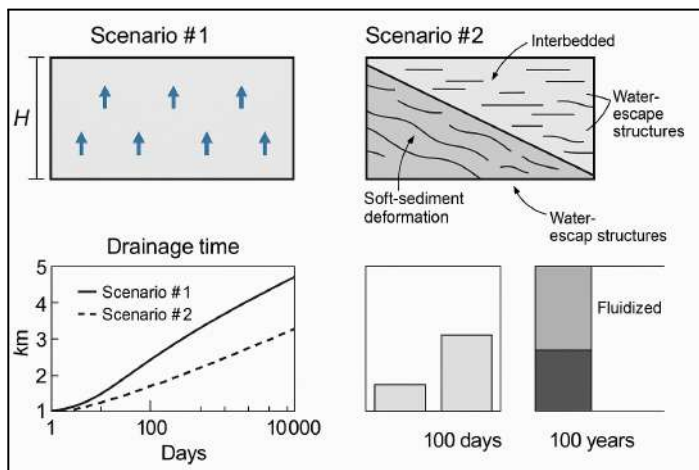 Scenario #1
H
Scenario #2
Interbedded
Water-
escape
structures
Soft-sediment
deformation
Water-
escap structures
Drainage time
5
4
3
2
1
km
Scenario #1
Scenario #2
1
100
10000
Days
100 days
Fluidized
100 years